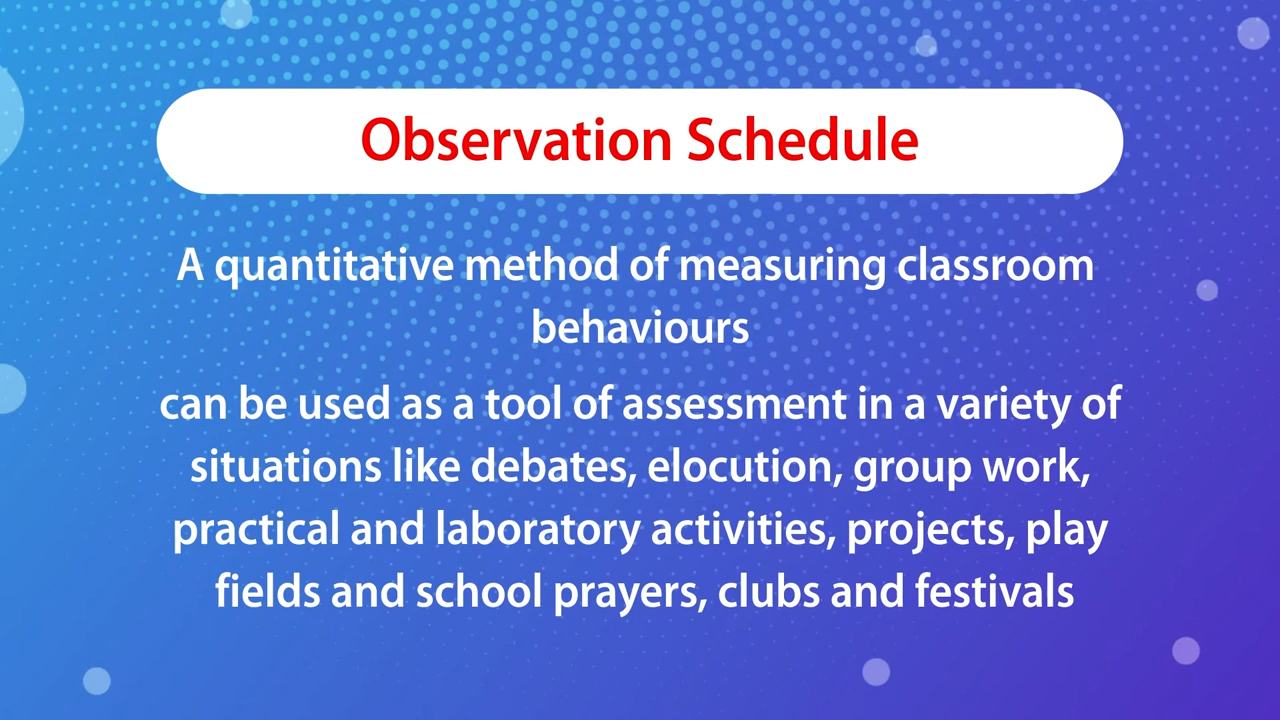 Observation Schedule
A quantitative method of measuring classroom
behaviours
can be used as a tool of assessment in a variety of
situations like debates, elocution, group work,
practical and laboratory activities, projects, play
fields and school prayers, clubs and festivals